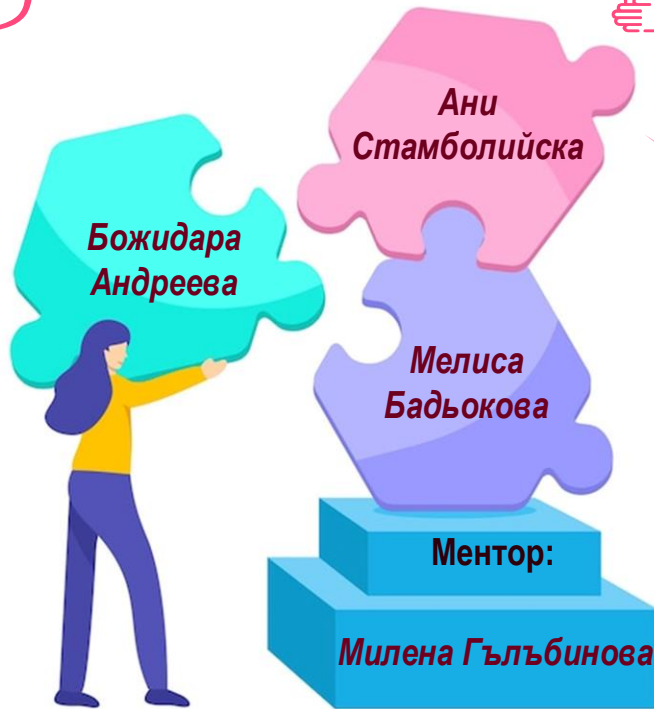 Ани
Стамболийска
Божидара
Андреева
Мелиса
Бадьокова
Ментор:
Милена Гълъбинова